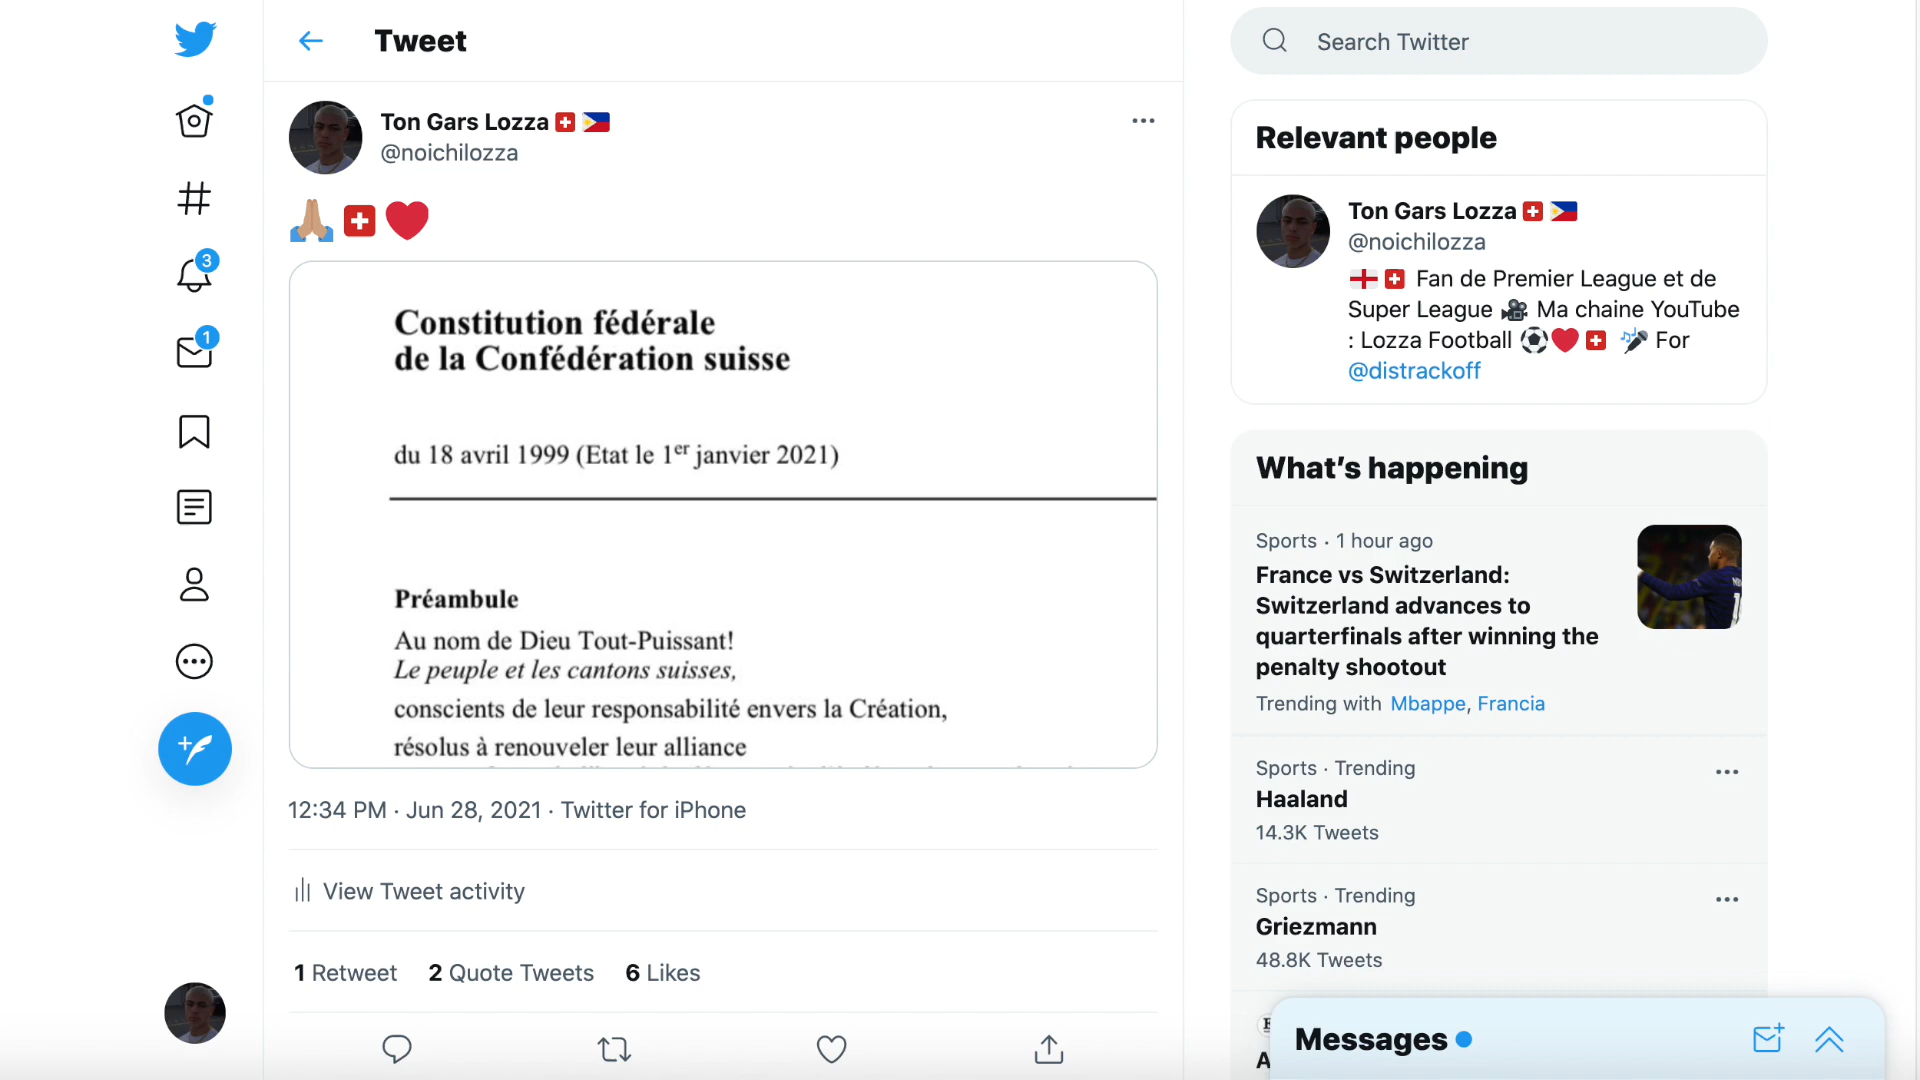 Tweet
Ton Gars Lozza
@noichilozza
Constitution fédérale
de la Confédération suisse
du 18 avril 1999 (Etat le 1er janvier 2021)
Préambule
Au nom de Dieu Tout-Puissant!
Le peuple et les cantons suisses,
conscients de leur responsabilité envers la Création,
résolus à renouveler leur alliance
12:34 PM · Jun 28, 2021 · Twitter for iPhone
View Tweet activity
1 Retweet 2 Quote Tweets 6 Likes
3
1
Search Twitter
Relevant people
Ton Gars Lozza
@noichilozza
Fan de Premier League et de
Super League Ma chaine YouTube
: Lozza Football For
@distrackoff
What's happening
Sports · 1 hour ago
France vs Switzerland:
Switzerland advances to
quarterfinals after winning the
penalty shootout
Trending with Mbappe, Francia
Sports · Trending
Haaland
14.3K Tweets
Sports · Trending
Griezmann
48.8K Tweets
Messages